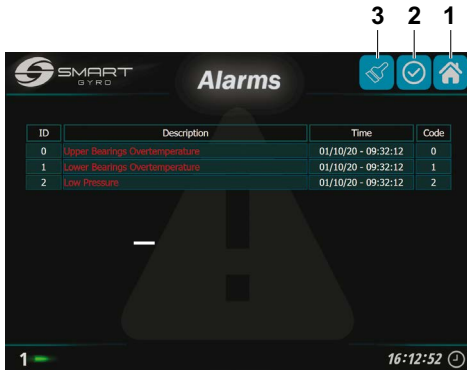 3 2 1
SMART
GYRO
Alarms
ID Description Time Code
0 Upper Bearings Overtemperature 01/10/20 - 09:32:12 0
1 Lower Bearings Overtemperature 01/10/20 - 09:32:12 1
2 Low Pressure 01/10/20 - 09:32:12 2
1 16:12:52